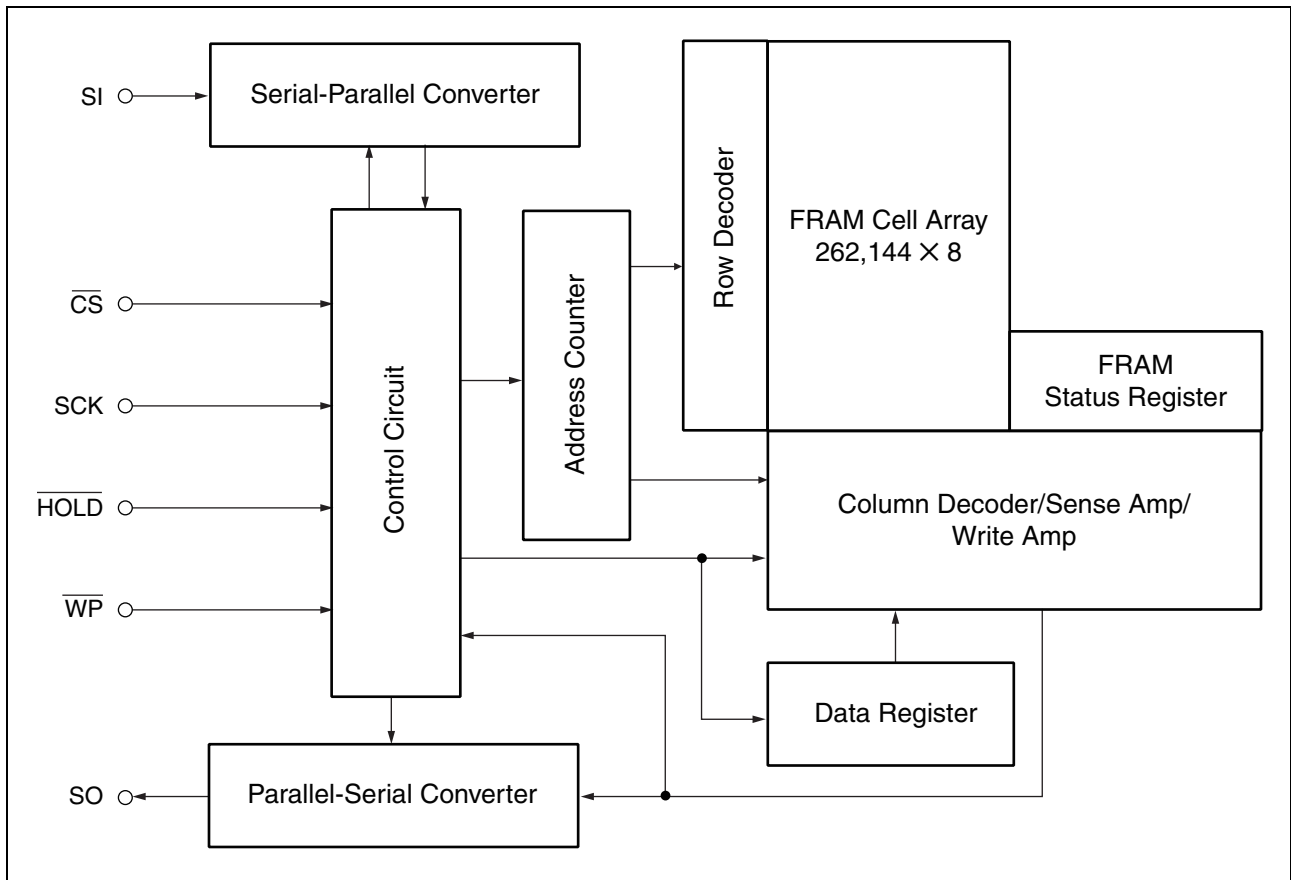 SI
Serial-Parallel Converter
CS
SCK
HOLD
WP
SO
Control Circuit
Address Counter
Row Decoder
FRAM Cell Array
262,144 × 8
FRAM
Status Register
Column Decoder/Sense Amp/
Write Amp
Data Register
Parallel-Serial Converter